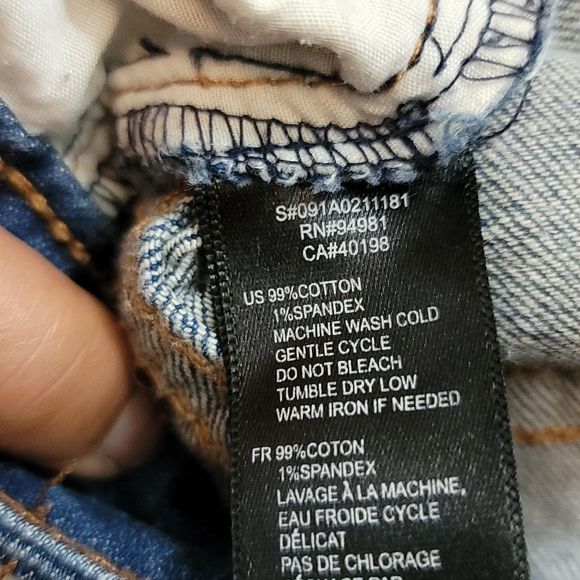 S#091A0211181
RN#94981
CA#40198
US 99%COTTON
1%SPANDEX
MACHINE WASH COLD
GENTLE CYCLE
DO NOT BLEACH
TUMBLE DRY LOW
WARM IRON IF NEEDED
FR 99%COTON
1%SPANDEX
LAVAGE À LA MACHINE,
EAU FROIDE CYCLE
DÉLICAT
PAS DE CHLORAGE